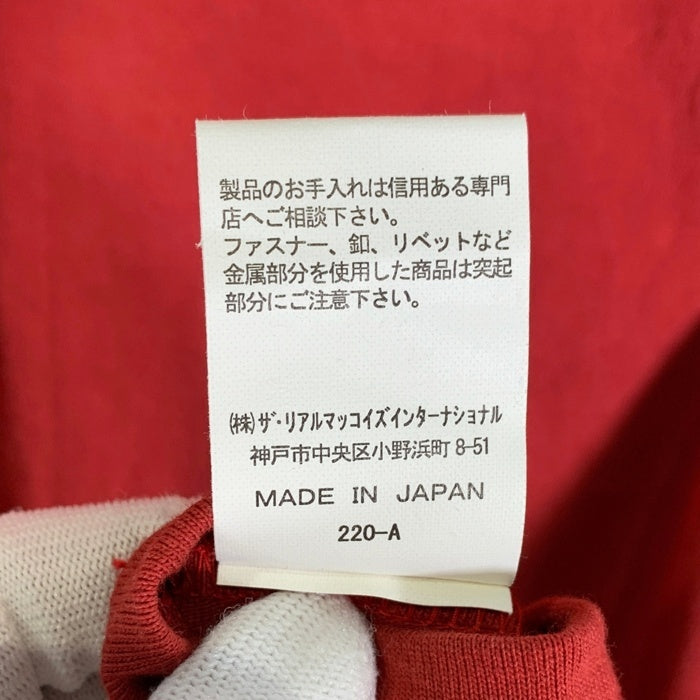 製品のお手入れは信用ある専門
店へご相談下さい。
ファスナー、釦、リベットなど
金属部分を使用した商品は突起
部分にご注意下さい。
(株)ザ・リアルマッコイズインターナショナル
神戸市中央区小野浜町8-51
MADE IN JAPAN
220-A